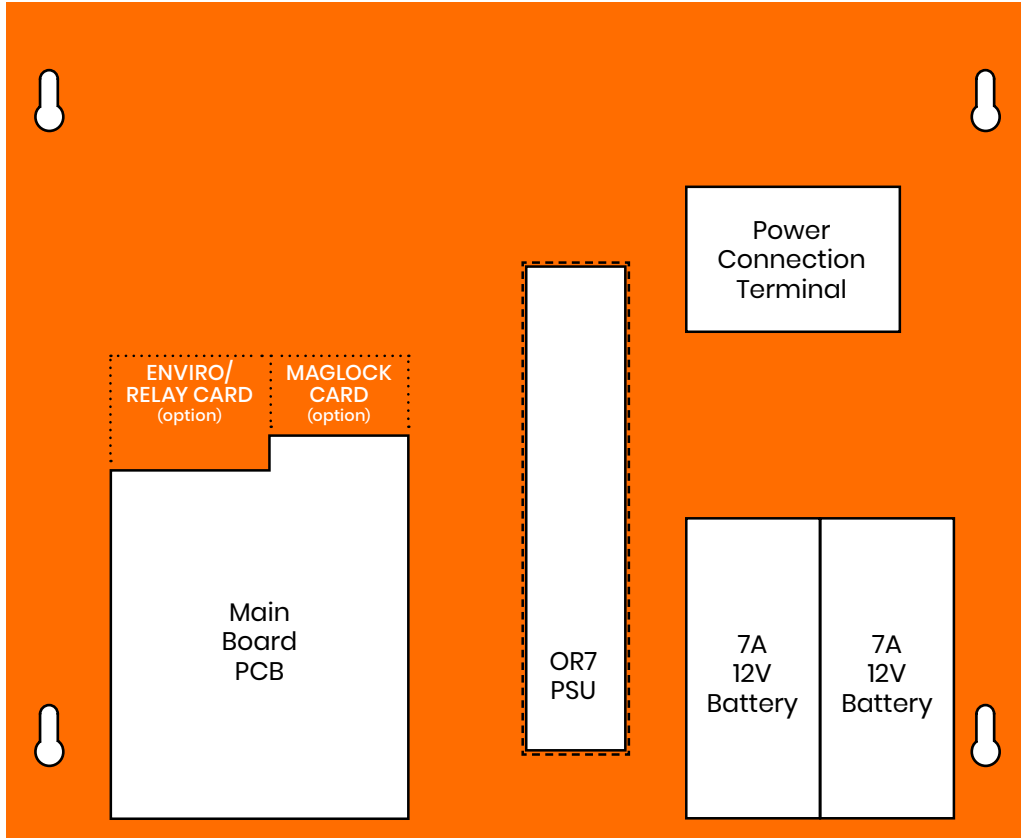 Power
Connection
Terminal
ENVIRO/
RELAY CARD
(option)
MAGLOCK
CARD
(option)
Main
Board
PCB
OR7
PSU
7A
12V
Battery
7A
12V
Battery